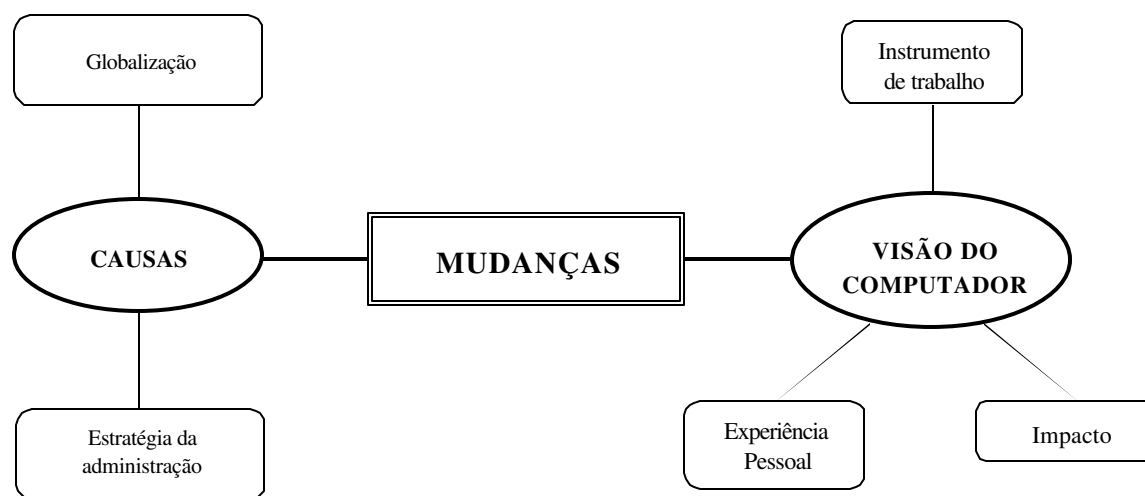 Globalização
Instrumento
de trabalho
CAUSAS
MUDANÇAS
VISÃO DO
COMPUTADOR
Estratégia da
administração
Experiência
Pessoal
Impacto